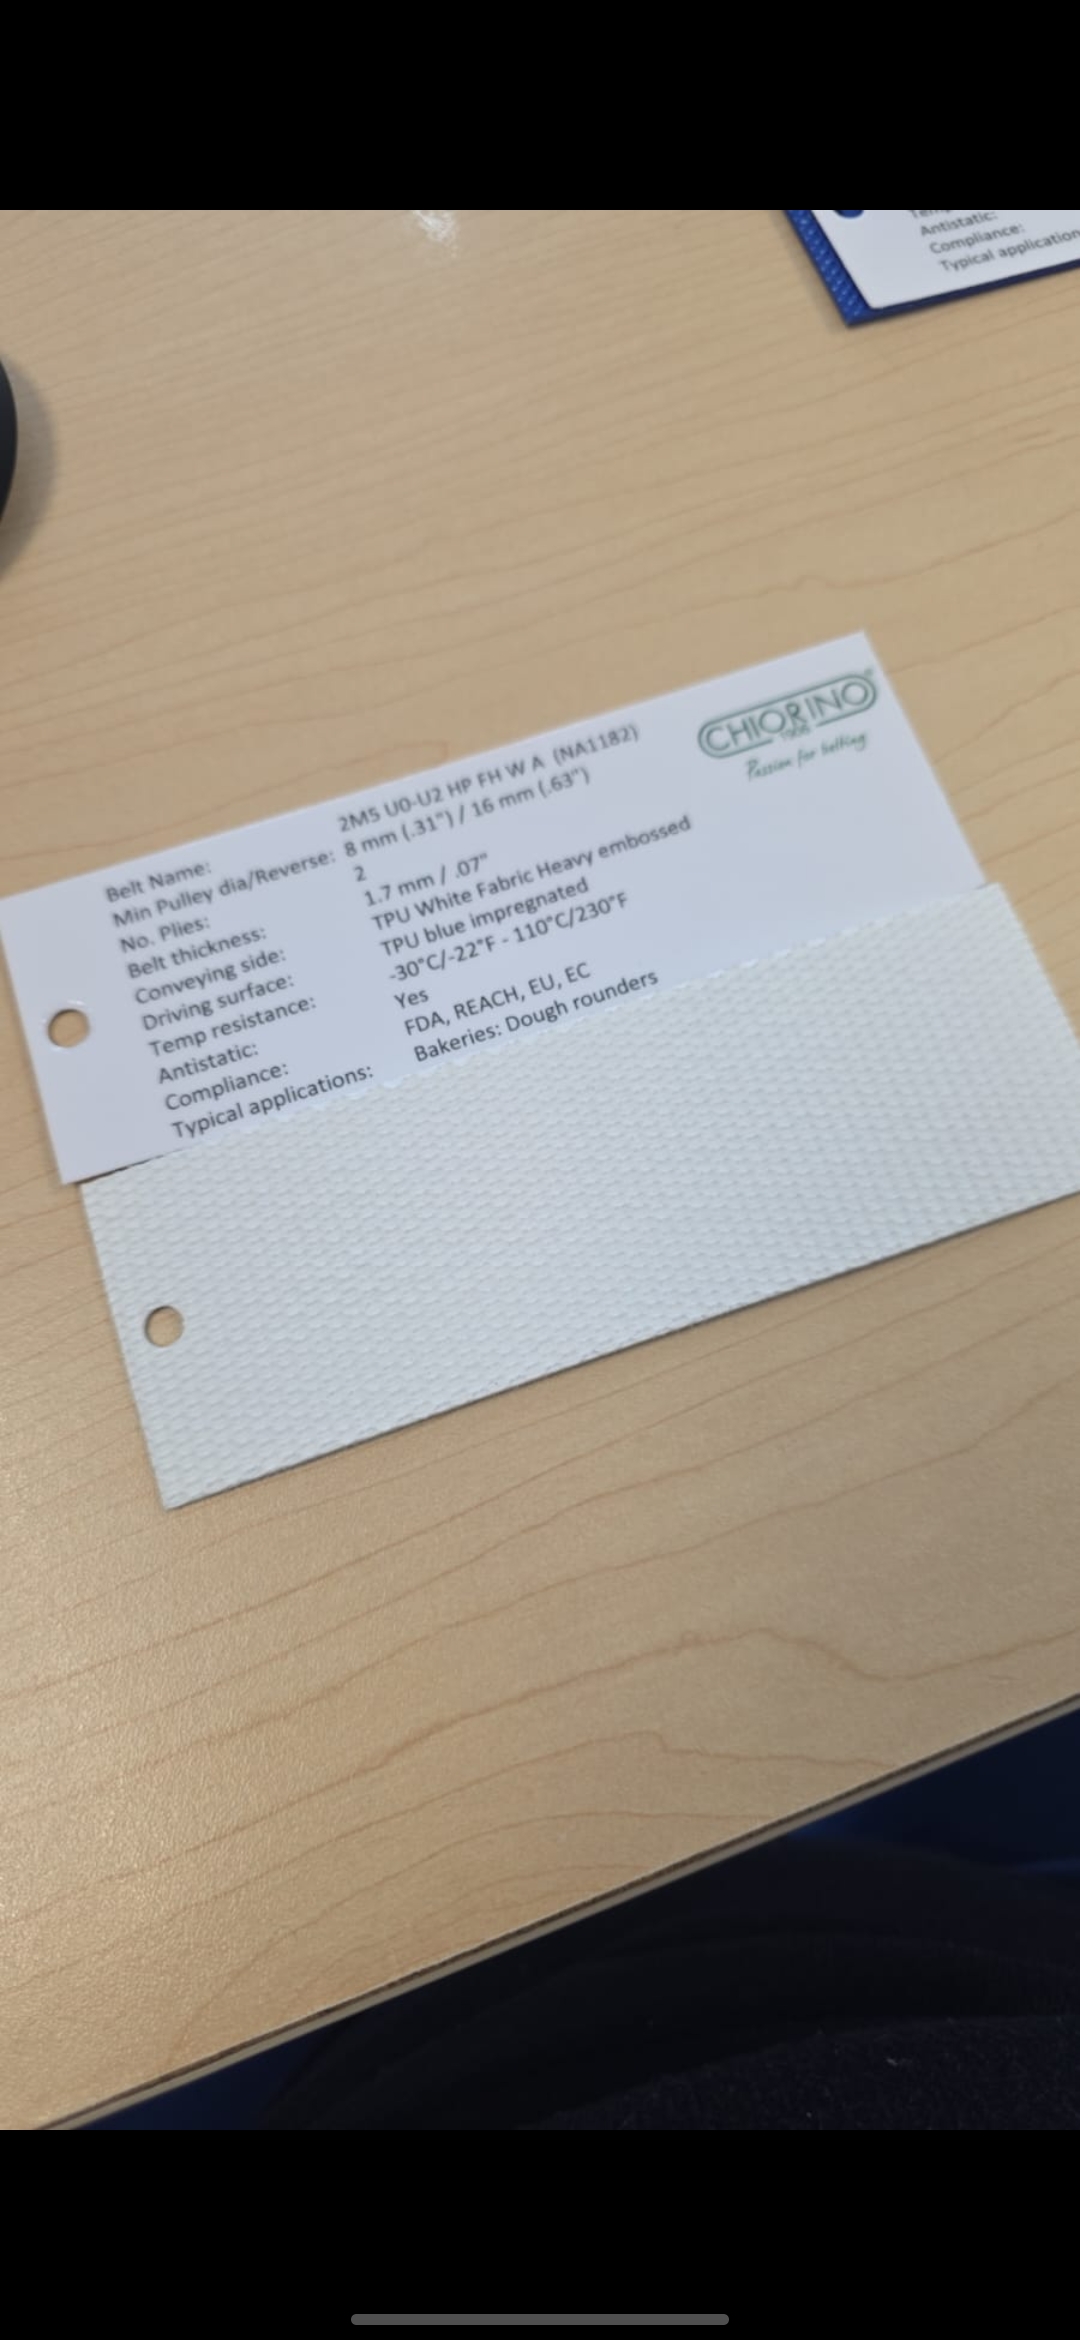 Antistatic:
Compliance:
Typical application
CHIORINO®
1906
Passion for belting
Belt Name: 2M5 U0-U2 HP FH W A (NA1182)
Min Pulley dia/Reverse: 8 mm (.31") / 16 mm (.63")
No. Plies: 2
Belt thickness: 1.7 mm / .07"
Conveying side: TPU White Fabric Heavy embossed
Driving surface: TPU blue impregnated
Temp resistance: -30°C/-22°F - 110°C/230°F
Antistatic: Yes
Compliance: FDA, REACH, EU, EC
Typical applications: Bakeries: Dough rounders